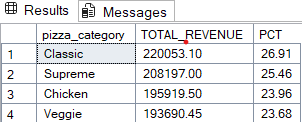 Results Messages
pizza_category TOTAL_REVENUE PCT
1 Classic 220053.10 26.91
2 Supreme 208197.00 25.46
3 Chicken 195919.50 23.96
4 Veggie 193690.45 23.68